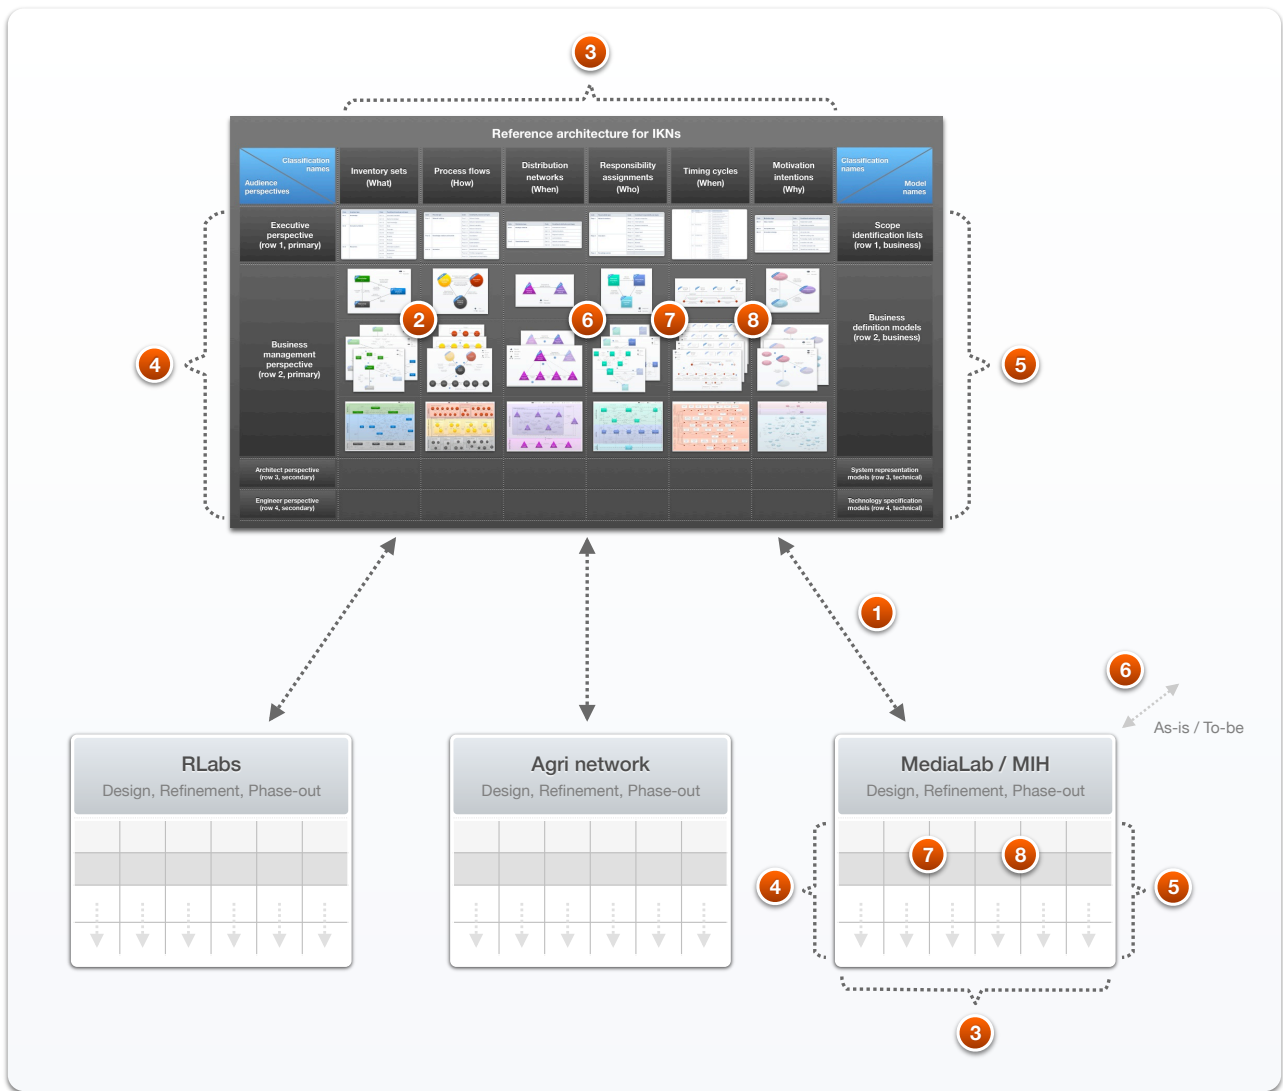 3
Reference architecture for IKNs
Classification
names
Audience
perspectives
Inventory sets
(What)
Process flows
(How)
Distribution
networks
(When)
Responsibility
assignments
(Who)
Timing cycles
(When)
Motivation
intentions
(Why)
Classification
names
Model
names
Executive
perspective
(row 1, primary)
Scope
identification lists
(row 1, business)
2
6
7
8
Business
management
perspective
(row 2, primary)
Business
definition models
(row 2, business)
4
5
Architect perspective
(row 3, secondary)
System representation
models (row 3, technical)
Engineer perspective
(row 4, secondary)
Technology specification
models (row 4, technical)
1
6
As-is / To-be
RLabs
Design, Refinement, Phase-out
Agri network
Design, Refinement, Phase-out
MediaLab / MIH
Design, Refinement, Phase-out
7
8
4
5
3